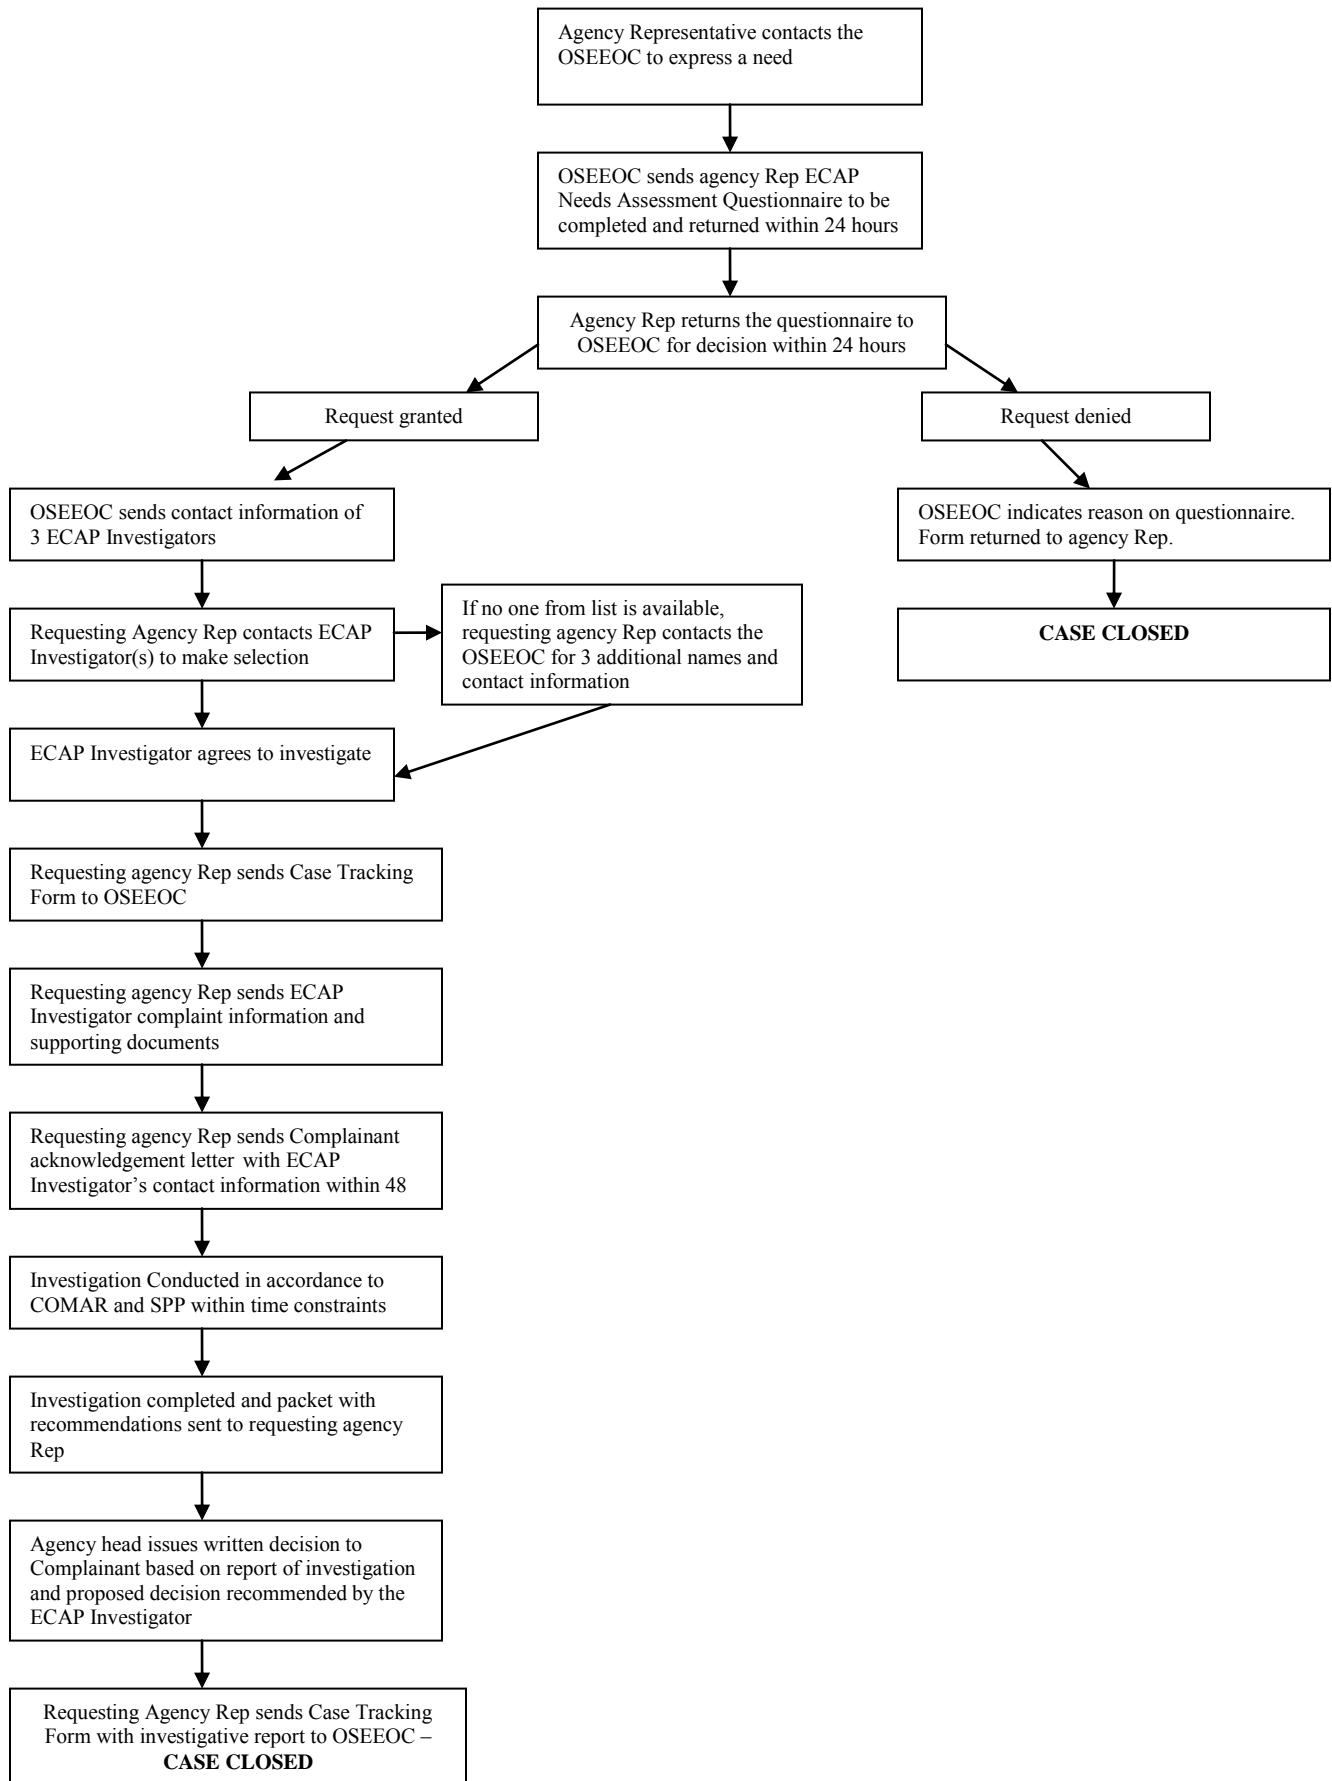 Agency Representative contacts the
OSEEOC to express a need
OSEEOC sends agency Rep ECAP
Needs Assessment Questionnaire to be
completed and returned within 24 hours
Agency Rep returns the questionnaire to
OSEEOC for decision within 24 hours
Request granted
Request denied
OSEEOC sends contact information of
3 ECAP Investigators
OSEEOC indicates reason on questionnaire.
Form returned to agency Rep.
Requesting Agency Rep contacts ECAP
Investigator(s) to make selection
If no one from list is available,
requesting agency Rep contacts the
OSEEOC for 3 additional names and
contact information
CASE CLOSED
ECAP Investigator agrees to investigate
Requesting agency Rep sends Case Tracking
Form to OSEEOC
Requesting agency Rep sends ECAP
Investigator complaint information and
supporting documents
Requesting agency Rep sends Complainant
acknowledgement letter with ECAP
Investigator’s contact information within 48
Investigation Conducted in accordance to
COMAR and SPP within time constraints
Investigation completed and packet with
recommendations sent to requesting agency
Rep
Agency head issues written decision to
Complainant based on report of investigation
and proposed decision recommended by the
ECAP Investigator
Requesting Agency Rep sends Case Tracking
Form with investigative report to OSEEOC –
CASE CLOSED